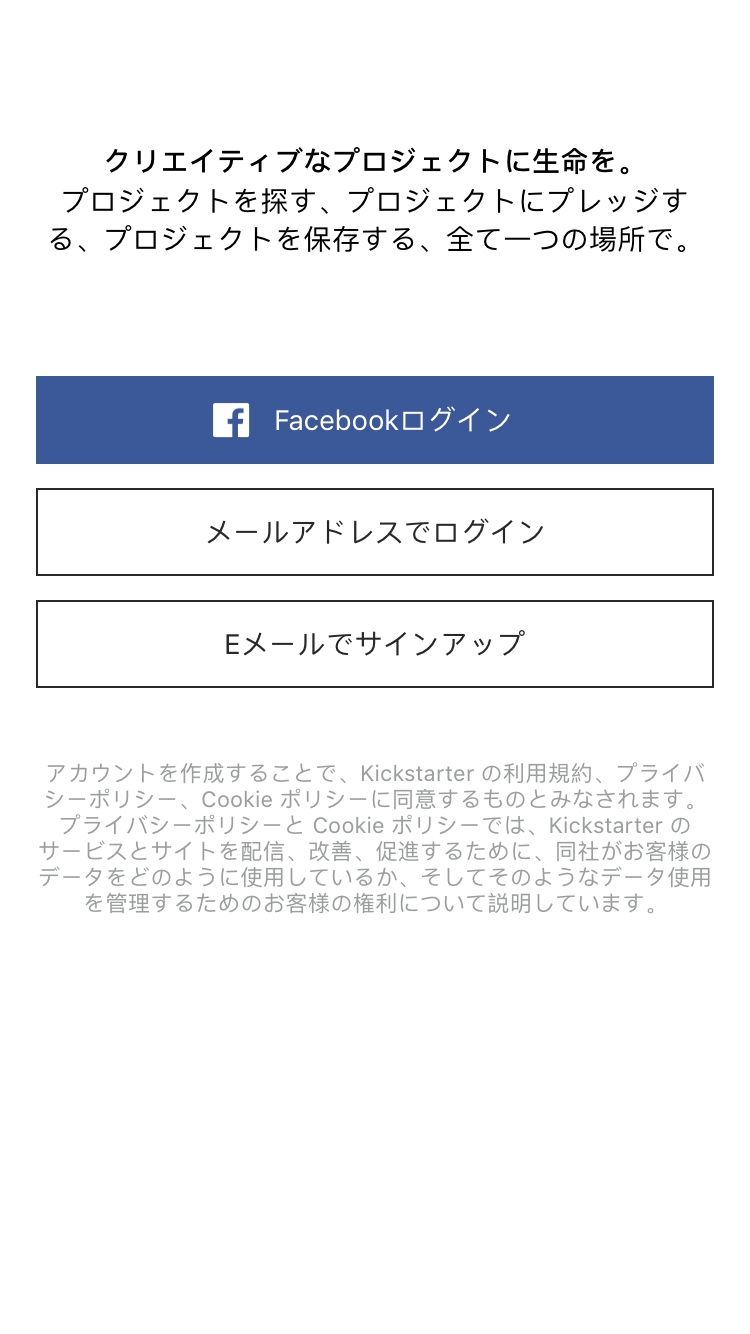 クリエイティブなプロジェクトに生命を。
プロジェクトを探す、プロジェクトにプレッジす
る、プロジェクトを保存する、全て一つの場所で。
Facebookログイン
メールアドレスでログイン
Eメールでサインアップ
アカウントを作成することで、Kickstarter の利用規約、プライバ
シーポリシー、Cookie ポリシーに同意するものとみなされます。
プライバシーポリシーと Cookie ポリシーでは、Kickstarter の
サービスとサイトを配信、改善、促進するために、同社がお客様の
データをどのように使用しているか、そしてそのようなデータ使用
を管理するためのお客様の権利について説明しています。